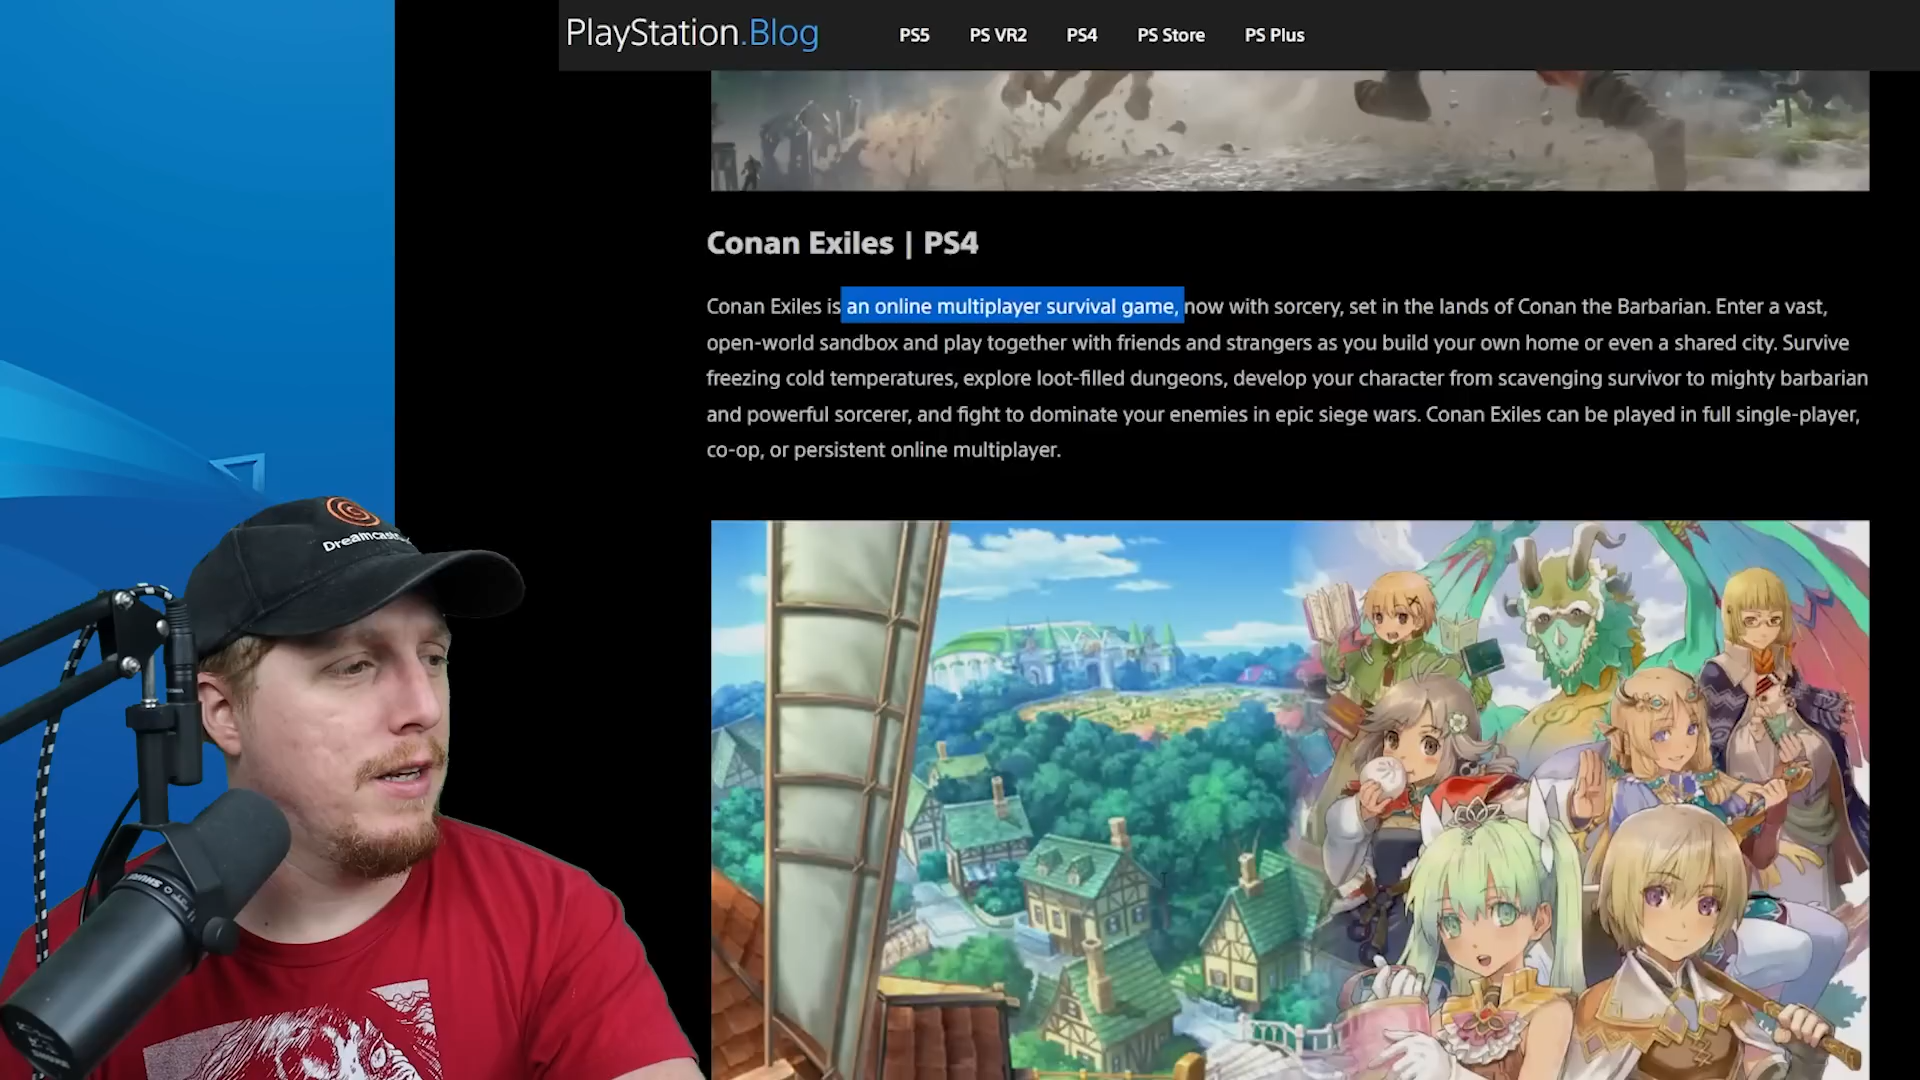 PlayStation.Blog
PS5 PS VR2 PS4 PS Store PS Plus
Conan Exiles | PS4
Conan Exiles is an online multiplayer survival game, now with sorcery, set in the lands of Conan the Barbarian. Enter a vast,
open-world sandbox and play together with friends and strangers as you build your own home or even a shared city. Survive
freezing cold temperatures, explore loot-filled dungeons, develop your character from scavenging survivor to mighty barbarian
and powerful sorcerer, and fight to dominate your enemies in epic siege wars. Conan Exiles can be played in full single-player,
co-op, or persistent online multiplayer.
Dreamcast
SHURE